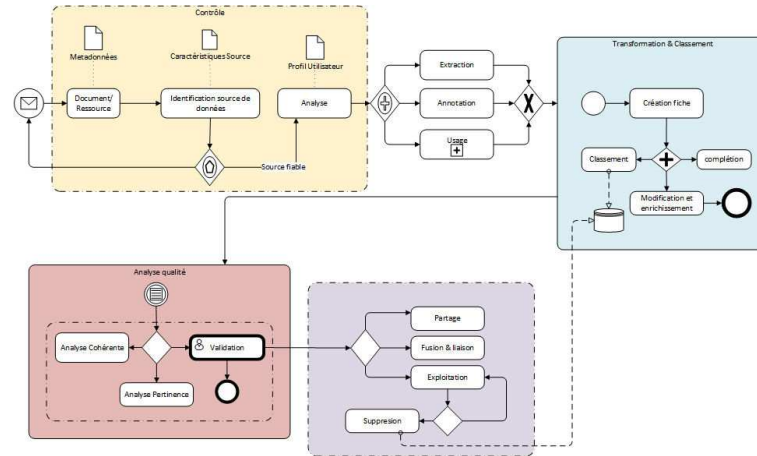 Contrôle
Metadonnées
Caractéristiques Source
Profil Utilisateur
Document/
Ressource
Identification source de
données
Analyse
Source fiable
Extraction
Annotation
Usage
Transformation & Classement
Création fiche
Classement
complétion
Modification et
enrichissement
Analyse qualité
Analyse Cohérente
Validation
Analyse Pertinence
Partage
Fusion & liaison
Exploitation
Suppresion